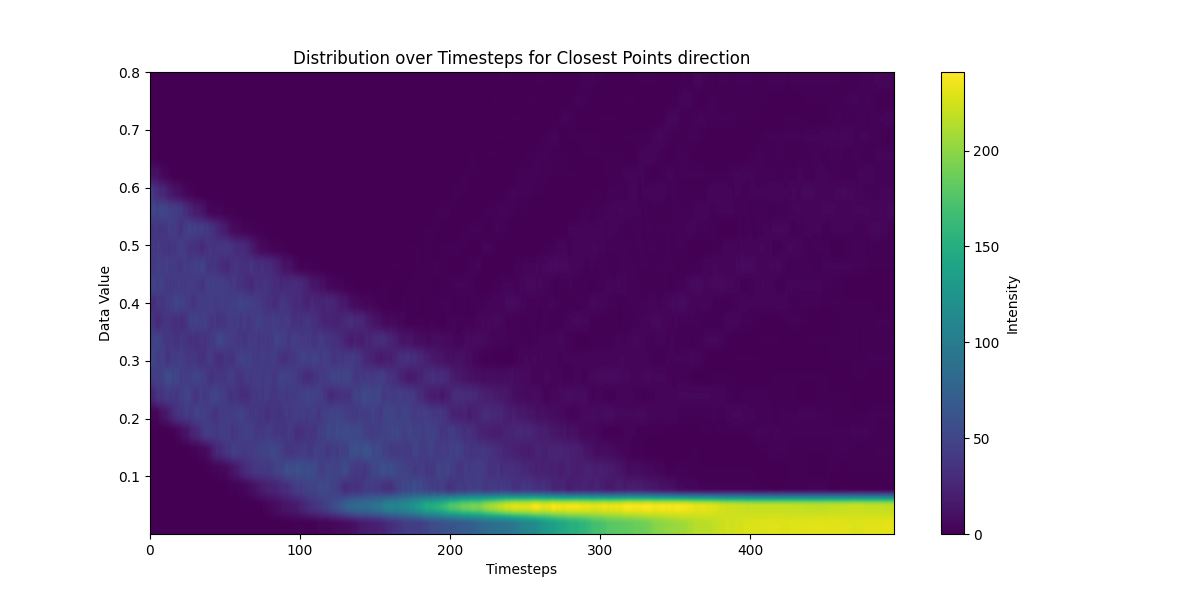 Distribution over Timesteps for Closest Points direction
0.8
0.7
0.6
0.5
0.4
0.3
0.2
0.1
Data Value
0 100 200 300 400
Timesteps
200
150
100
50
0
Intensity